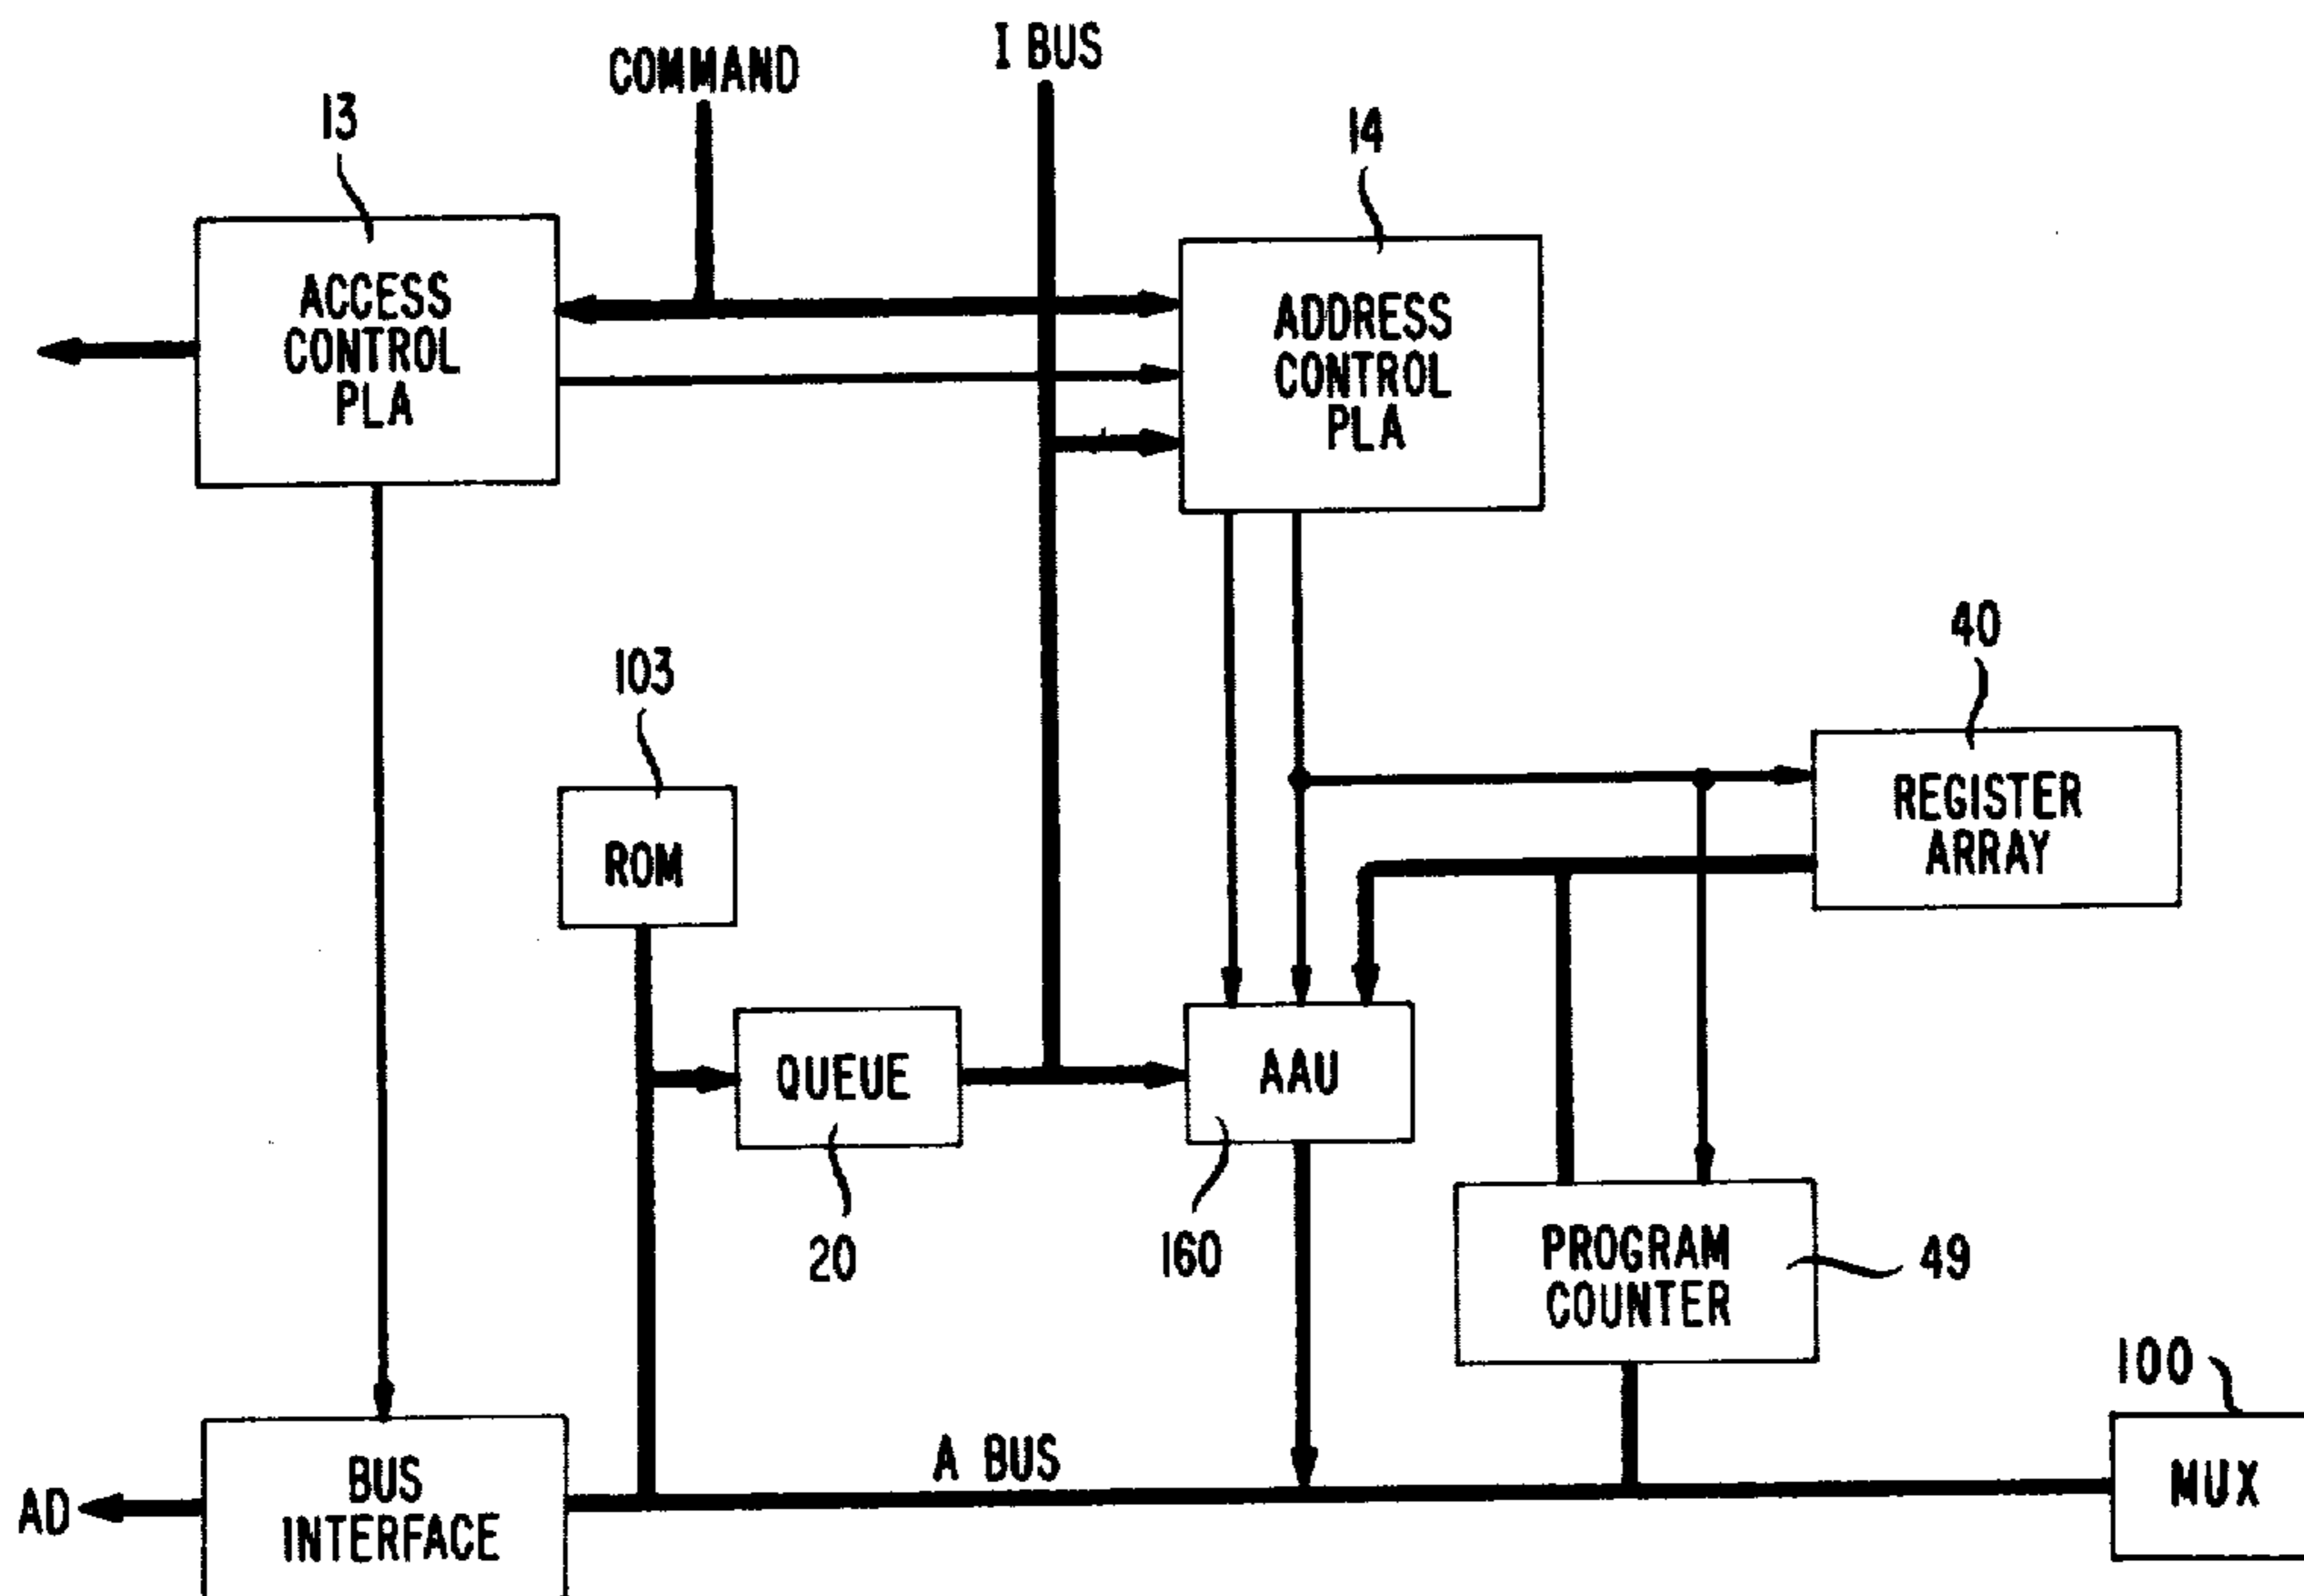 COMMAND
I BUS
13
14
ACCESS
CONTROL
PLA
ADDRESS
CONTROL
PLA
40
103
REGISTER
ARRAY
ROM
QUEUE
AAU
20
160
PROGRAM
COUNTER
49
100
A BUS
BUS
INTERFACE
AD
MUX